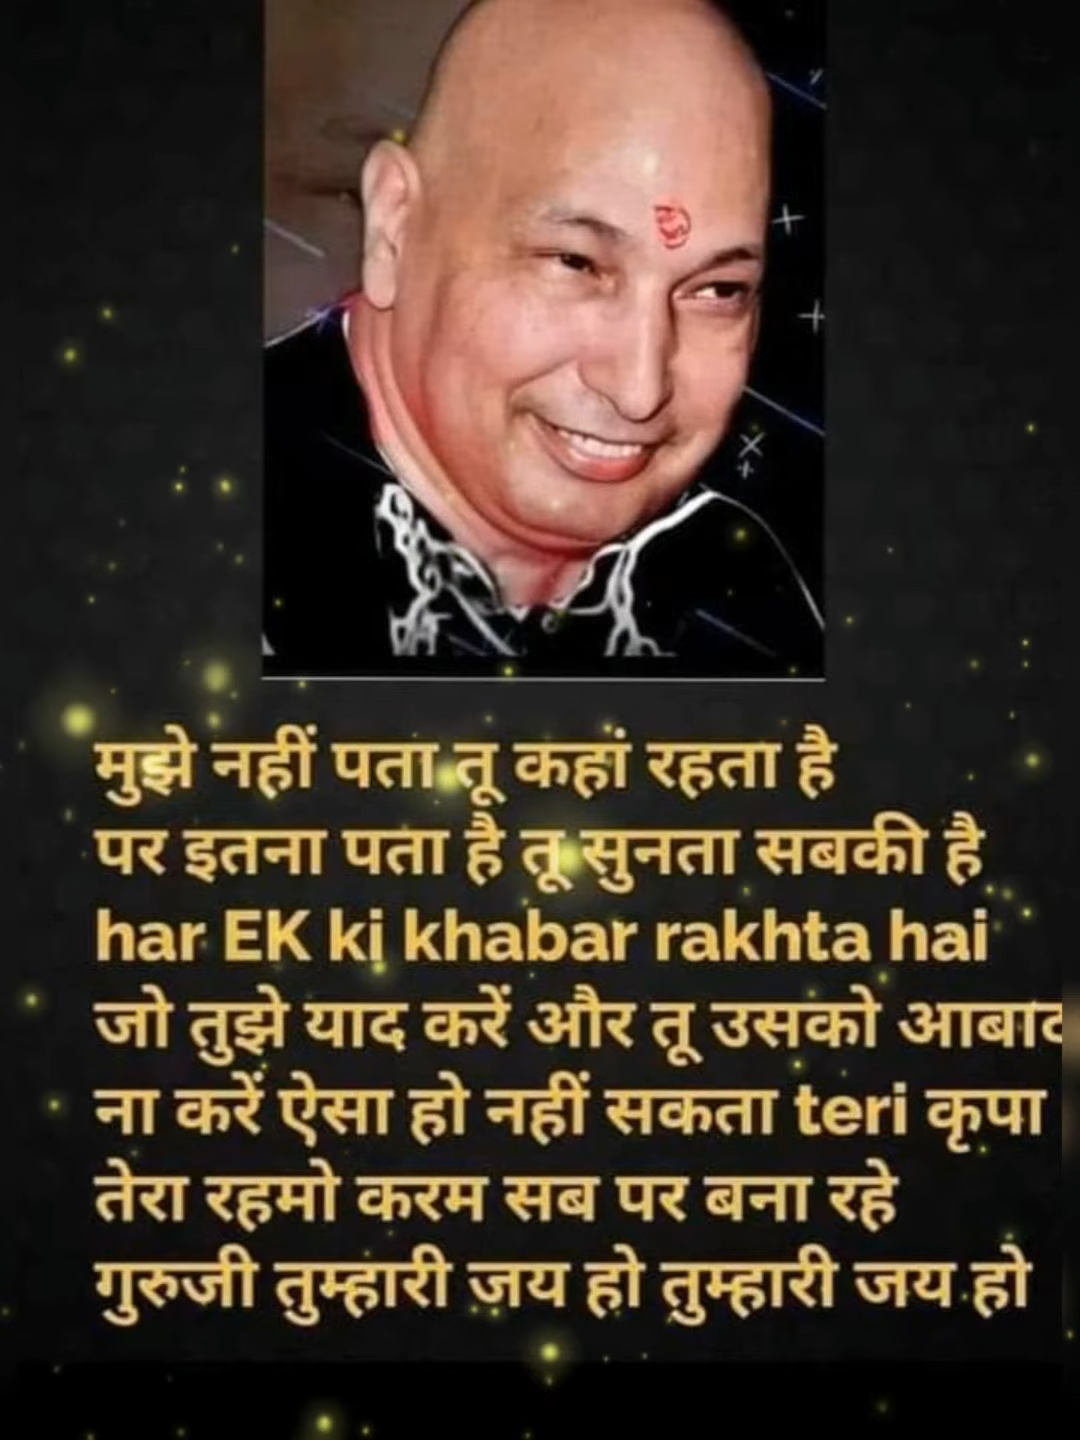 मुझे नहीं पता तू कहां रहता है
पर इतना पता है तू सुनता सबकी है
har EK ki khabar rakhta hai
जो तुझे याद करें और तू उसको आबाद
ना करें ऐसा हो नहीं सकता teri कृपा
तेरा रहमो करम सब पर बना रहे
गुरुजी तुम्हारी जय हो तुम्हारी जय हो